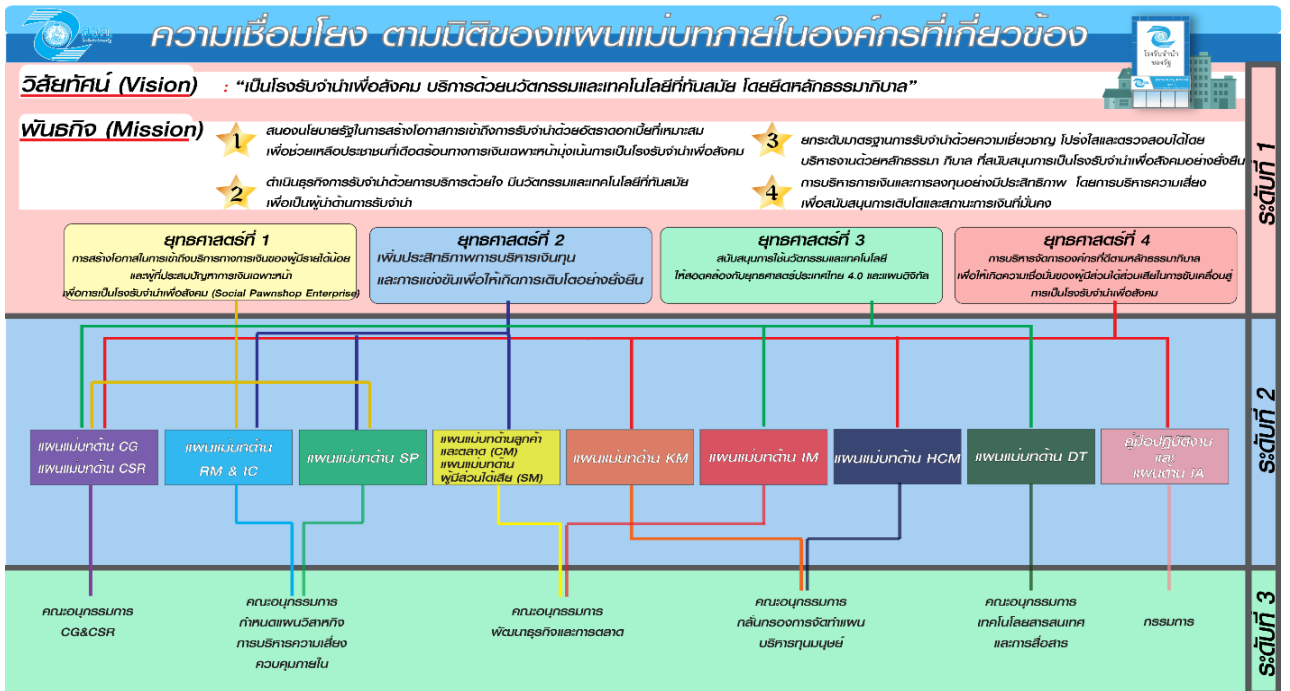 สธค.
ความเชื่อมโยง ตามมิติของแผนแม่บทภายในองค์กรที่เกี่ยวข้อง
โรงรับจำนำ
ของรัฐ
วิสัยทัศน์ (Vision) : “เป็นโรงรับจำนำเพื่อสังคม บริการด้วยนวัตกรรมและเทคโนโลยีที่ทันสมัย โดยยึดหลักธรรมาภิบาล”
พันธกิจ (Mission)
1
สนองนโยบายรัฐในการสร้างโอกาสการเข้าถึงการรับจำนำด้วยอัตราดอกเบี้ยที่เหมาะสม
เพื่อช่วยเหลือประชาชนที่เดือดร้อนทางการเงินเฉพาะหน้ามุ่งเน้นการเป็นโรงรับจำนำเพื่อสังคม
2
ดำเนินธุรกิจการรับจำนำด้วยการบริการด้วยใจ มีนวัตกรรมและเทคโนโลยีที่ทันสมัย
เพื่อเป็นผู้นำด้านการรับจำนำ
3
ยกระดับมาตรฐานการรับจำนำด้วยความเชี่ยวชาญ โปร่งใสและตรวจสอบได้โดย
บริหารงานด้วยหลักธรรมา ภิบาล ที่สนับสนุนการเป็นโรงรับจำนำเพื่อสังคมอย่างยั่งยืน
4
การบริหารการเงินและการลงทุนอย่างมีประสิทธิภาพ โดยการบริหารความเสี่ยง
เพื่อสนับสนุนการเติบโตและสถานะการเงินที่มั่นคง
ระดับที่ 1
ยุทธศาสตร์ที่ 1
การสร้างโอกาสในการเข้าถึงบริการทางการเงินของผู้มีรายได้น้อย
และผู้ที่ประสบปัญหาการเงินเฉพาะหน้า
เพื่อการเป็นโรงรับจำนำเพื่อสังคม (Social Pawnshop Enterprise)
ยุทธศาสตร์ที่ 2
เพิ่มประสิทธิภาพการบริหารเงินทุน
และการแข่งขันเพื่อให้เกิดการเติบโตอย่างยั่งยืน
ยุทธศาสตร์ที่ 3
สนับสนุนการใช้นวัตกรรมและเทคโนโลยี
ให้สอดคล้องกับยุทธศาสตร์ประเทศไทย 4.0 และแผนดิจิทัล
ยุทธศาสตร์ที่ 4
การบริหารจัดการองค์กรที่ดีตามหลักธรรมาภิบาล
เพื่อให้เกิดความเชื่อมั่นของผู้มีส่วนได้ส่วนเสียในการขับเคลื่อนสู่
การเป็นโรงรับจำนำเพื่อสังคม
ระดับที่ 2
แผนแม่บทด้าน CG
แผนแม่บทด้าน CSR
แผนแม่บทด้าน
RM & IC
แผนแม่บทด้าน SP
แผนแม่บทด้านลูกค้า
และตลาด (CM)
แผนแม่บทด้าน
ผู้มีส่วนได้เสีย (SM)
แผนแม่บทด้าน KM
แผนแม่บทด้าน IM
แผนแม่บทด้าน HCM
แผนแม่บทด้าน DT
คู่มือปฏิบัติงาน
และ
แผนด้าน IA
ระดับที่ 3
คณะอนุกรรมการ
CG&CSR
คณะอนุกรรมการ
กำหนดแผนวิสาหกิจ
การบริหารความเสี่ยง
ควบคุมภายใน
คณะอนุกรรมการ
พัฒนาธุรกิจและการตลาด
คณะอนุกรรมการ
กลั่นกรองการจัดทำแผน
บริหารทุนมนุษย์
คณะอนุกรรมการ
เทคโนโลยสารสนเทศ
และการสื่อสาร
กรรมการ